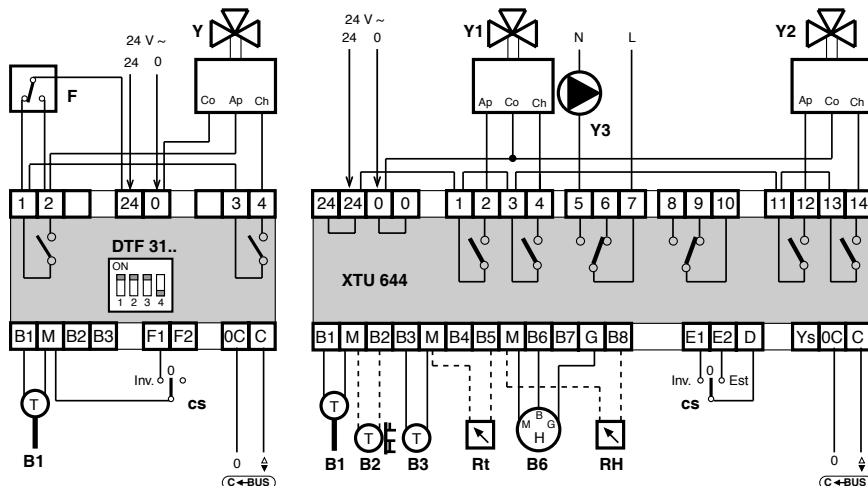 Y
24 V ~
24 0
F
Co Ap Ch
1 2 24 0 3 4
DTF 31..
ON
1 2 3 4
B1 M B2 B3 F1 F2 0C C
Inv. 0
cs
T
B1
0
C BUS
24 V ~
24 0
Y1
N L
Y2
Ap Co Ch
Y3
Ap Co Ch
24 24 0 0 1 2 3 4 5 6 7 8 9 10 11 12 13 14
XTU 644
B1 M B2 B3 M B4 B5 M B6 B7 G B8 E1 E2 D Ys 0C C
Inv. 0 Est
cs
T T T
M B G
H
B1 B2 B3 Rt B6 RH
0
C BUS